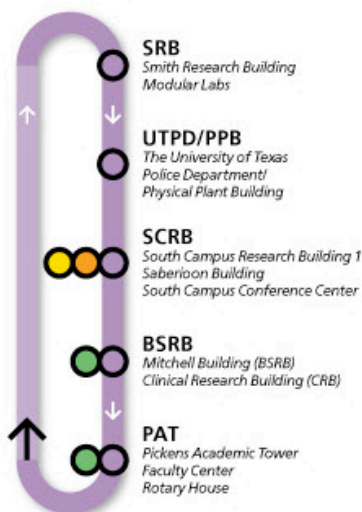 SRB
Smith Research Building
Modular Labs
UTPD/PPB
The University of Texas
Police Department/
Physical Plant Building
SCRB
South Campus Research Building 1
Saberioon Building
South Campus Conference Center
BSRB
Mitchell Building (BSRB)
Clinical Research Building (CRB)
PAT
Pickens Academic Tower
Faculty Center
Rotary House